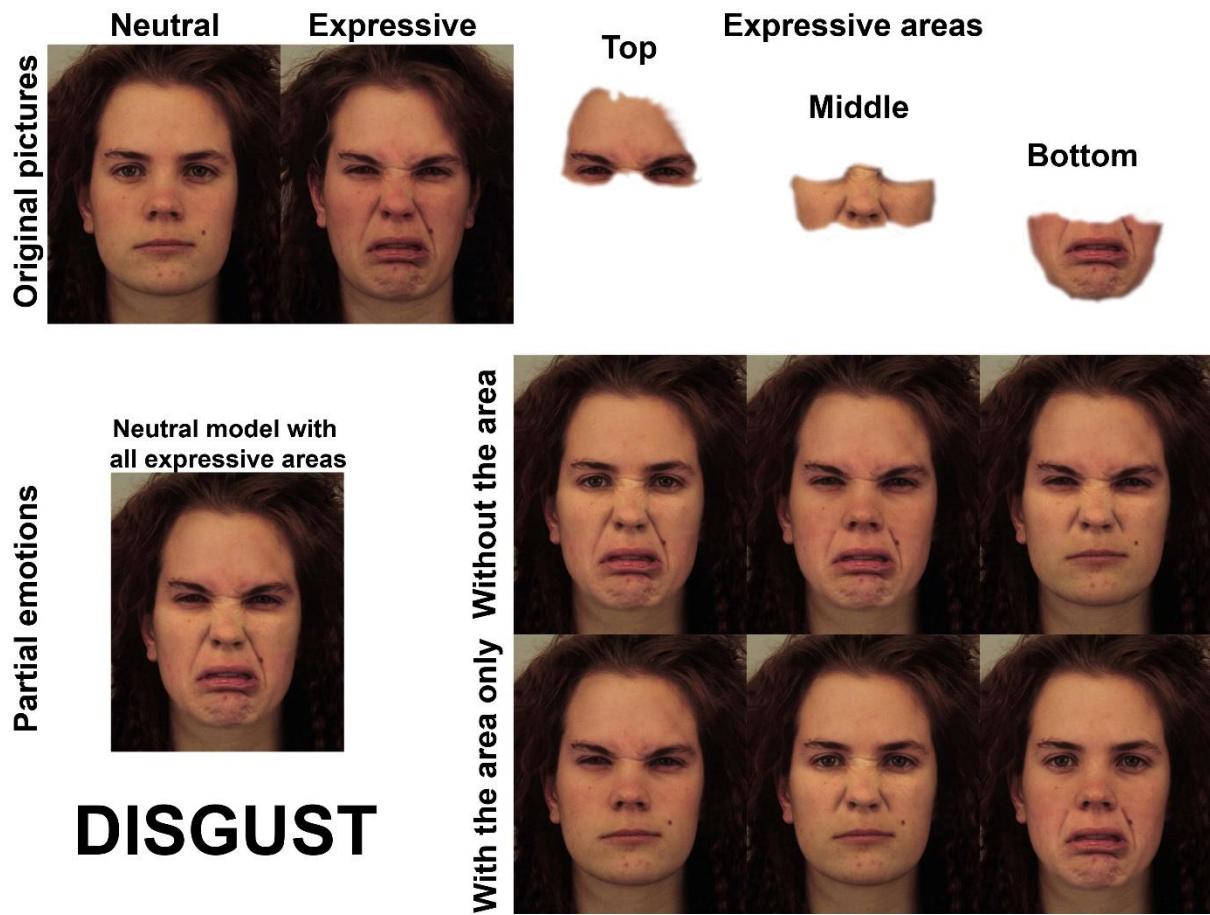 Neutral
Expressive
Expressive areas
Top
Middle
Bottom
Original pictures
Neutral model with
all expressive areas
Partial emotions
Without the area
With the area only
DISGUST